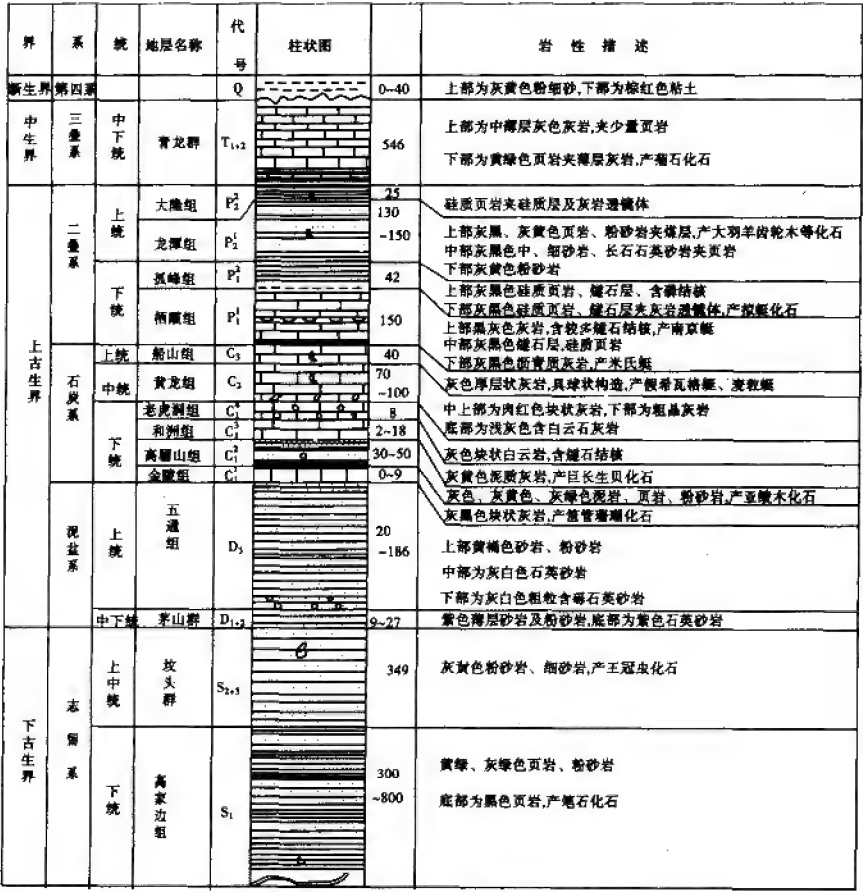 界 系 统 地层名称 代号 柱状图 岩 性 描 述
新生界 第四系 Q 0~40 上部为灰黄色粉细砂,下部为棕红色粘土
中生界 三叠系 中下统 青龙群 T₁₊₂ 546 上部为中薄层灰色灰岩,夹少量页岩
下部为黄绿色页岩夹薄层灰岩,产菊石化石
上古生界 二叠系 上统 大隆组 P₂² 25 硅质页岩夹硅质层及灰岩透镜体
龙潭组 P₂¹ 130~150 上部灰黑、灰黄色页岩、粉砂岩夹煤层,产大羽羊齿轮木等化石
中部灰黑色中、细砂岩、长石石英砂岩夹页岩
下部灰黄色粉砂岩
下统 孤峰组 P₁² 42 上部灰黑色硅质页岩、燧石层、含磷结核
下部灰黑色硅质页岩、燧石层夹灰岩透镜体,产拟䗴化石
栖霞组 P₁¹ 150 上部黑灰色灰岩,含较多燧石结核,产南京䗴
中部灰黑色燧石层,硅质页岩
下部灰黑色沥青质灰岩,产米氏䗴
石炭系 上统 船山组 C₃ 40 灰色厚层状灰岩,具球状构造,产假希瓦格䗴、麦粒䗴
中统 黄龙组 C₂ 70~100 中上部为肉红色块状灰岩,下部为粗晶灰岩
底部为浅灰色含白云石灰岩
下统 老虎洞组 C₁⁴ 8 灰色块状白云岩,含燧石结核
和洲组 C₁³ 2~18 灰黄色泥质灰岩,产巨长生贝化石
高骊山组 C₁² 30~50 灰色、灰黄色、灰绿色泥岩、页岩、粉砂岩,产亚鳞木化石
金陵组 C₁¹ 0~9 灰黑色块状灰岩,产笛管珊瑚化石
泥盆系 上统 五通组 D₃ 20~186 上部黄褐色砂岩、粉砂岩
中部为灰白色石英砂岩
下部为灰白色粗粒含砾石英砂岩
中下统 茅山群 D₁₊₂ 9~27 紫色薄层砂岩及粉砂岩,底部为紫色石英砂岩
下古生界 志留系 上中统 坟头群 S₂₊₃ 349 灰黄色粉砂岩、细砂岩,产王冠虫化石
下统 高家边组 S₁ 300~800 黄绿、灰绿色页岩、粉砂岩
底部为黑色页岩,产笔石化石